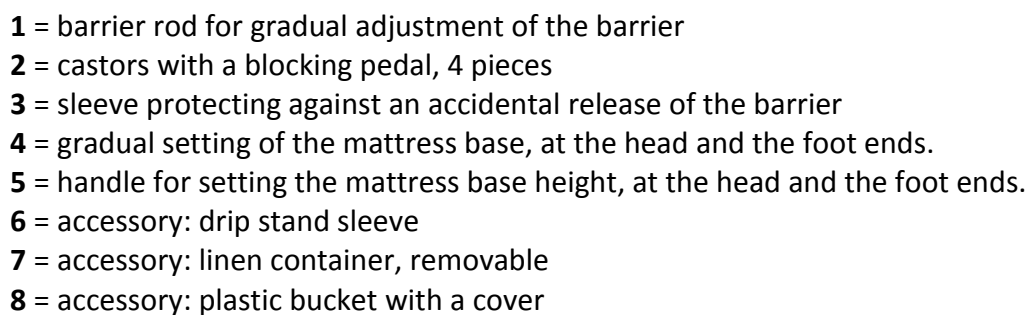 1 = barrier rod for gradual adjustment of the barrier
2 = castors with a blocking pedal, 4 pieces
3 = sleeve protecting against an accidental release of the barrier
4 = gradual setting of the mattress base, at the head and the foot ends.
5 = handle for setting the mattress base height, at the head and the foot ends.
6 = accessory: drip stand sleeve
7 = accessory: linen container, removable
8 = accessory: plastic bucket with a cover